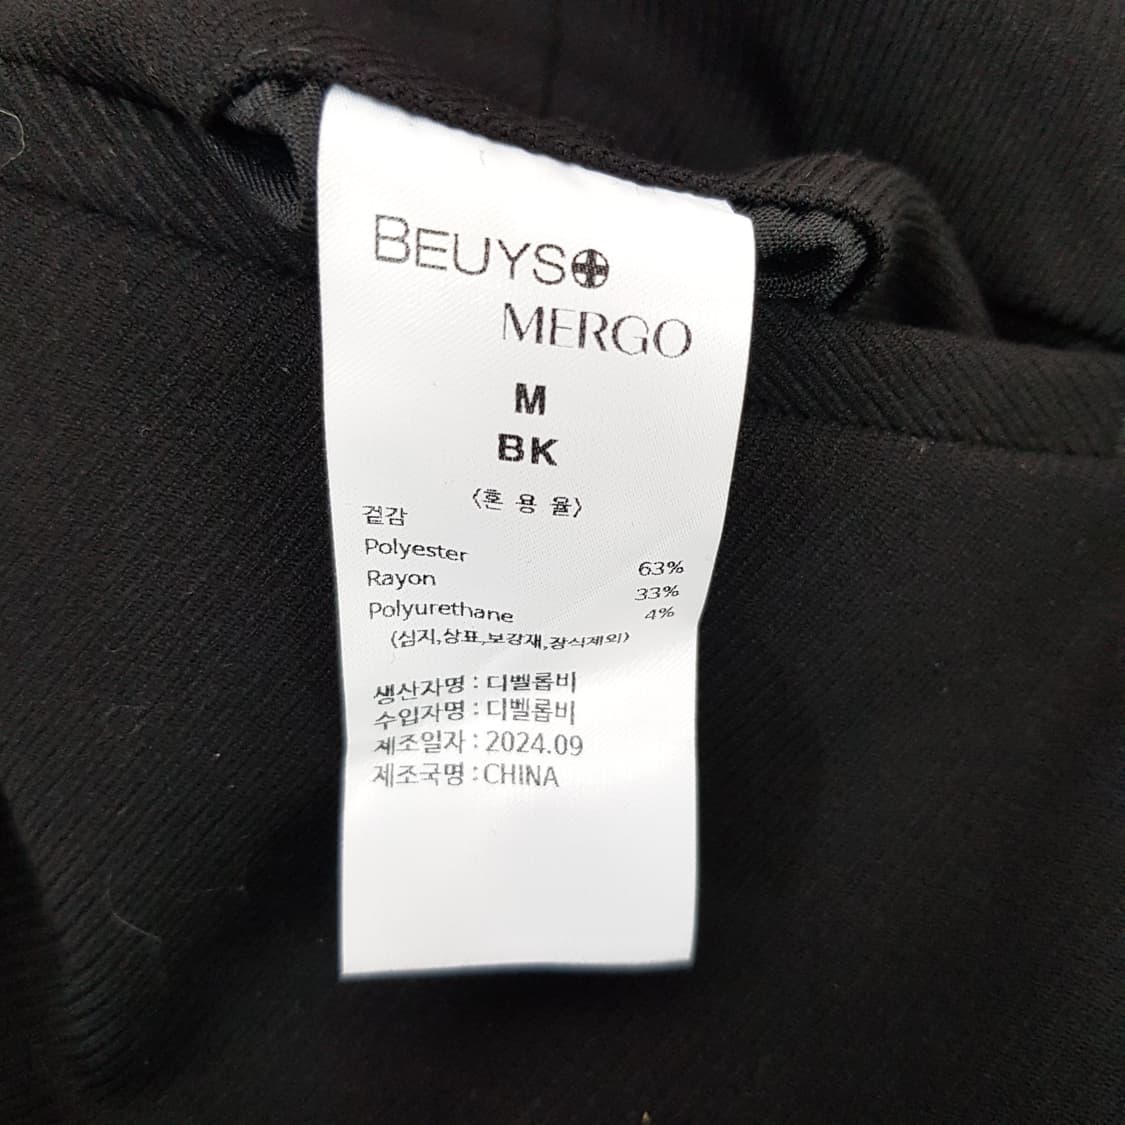 BEUYS
MERGO
M
BK
〈혼 용 율〉
겉감
Polyester 63%
Rayon 33%
Polyurethane 4%
(심지,상표,보강재,장식제외)
생산자명 : 디벨롭비
수입자명 : 디벨롭비
제조일자 : 2024.09
제조국명 : CHINA